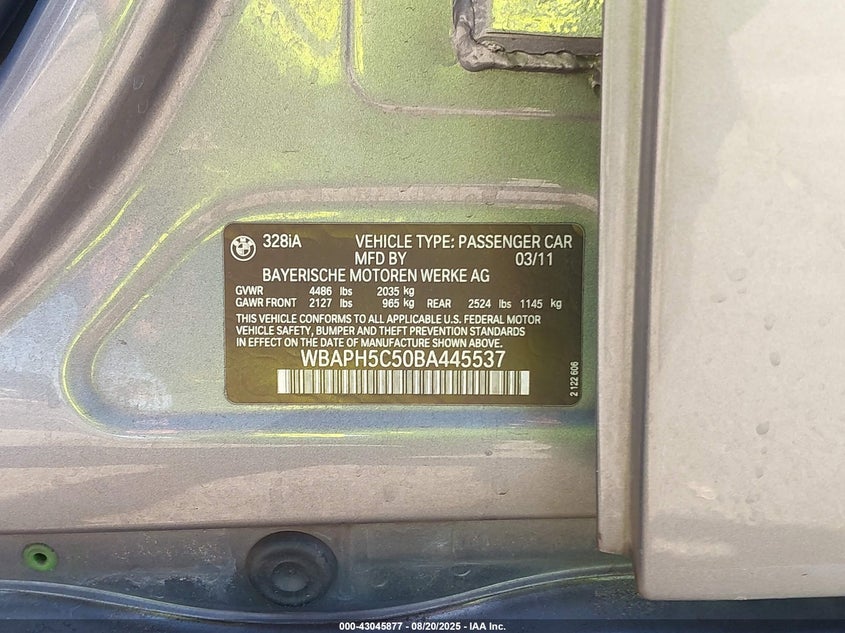 328iA VEHICLE TYPE: PASSENGER CAR
MFD BY 03/11
BAYERISCHE MOTOREN WERKE AG
GVWR 4486 lbs 2035 kg
GAWR FRONT 2127 lbs 965 kg REAR 2524 lbs 1145 kg
THIS VEHICLE CONFORMS TO ALL APPLICABLE U.S. FEDERAL MOTOR
VEHICLE SAFETY, BUMPER AND THEFT PREVENTION STANDARDS
IN EFFECT ON THE DATE OF MANUFACTURE SHOWN ABOVE.
WBAPH5C50BA445537
2 122 606
000-43045877 - 08/20/2025 - IAA Inc.